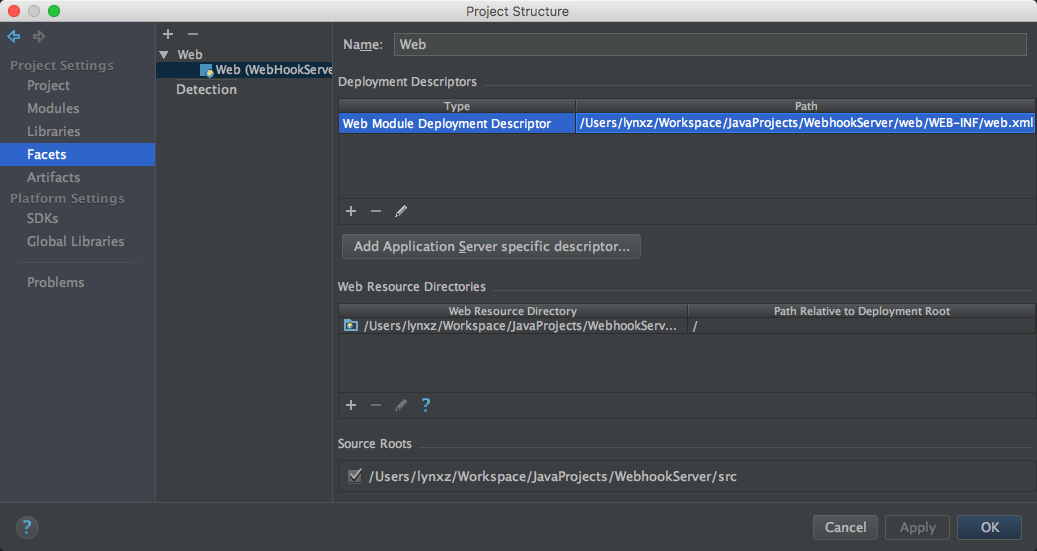 Project Structure
Project Settings
Project
Modules
Libraries
Facets
Artifacts
Platform Settings
SDKs
Global Libraries
Problems
Web
Web (WebHookServe
Detection
Name: Web
Deployment Descriptors
Type Path
Web Module Deployment Descriptor /Users/lynxz/Workspace/JavaProjects/WebhookServer/web/WEB-INF/web.xml
Add Application Server specific descriptor...
Web Resource Directories
Web Resource Directory Path Relative to Deployment Root
/Users/lynxz/Workspace/JavaProjects/WebhookServ... /
?
Source Roots
/Users/lynxz/Workspace/JavaProjects/WebhookServer/src
? Cancel Apply OK